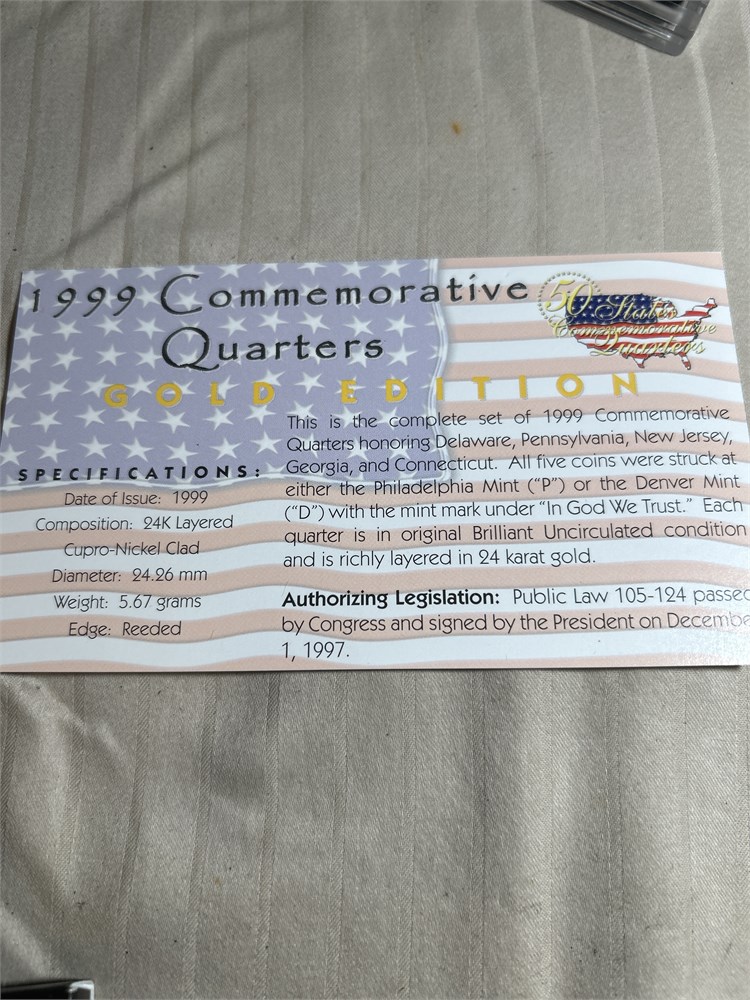 1999 Commemorative
Quarters
50 States
Commemorative
Quarters
GOLD EDITION
SPECIFICATIONS:
Date of Issue: 1999
Composition: 24K Layered
Cupro-Nickel Clad
Diameter: 24.26 mm
Weight: 5.67 grams
Edge: Reeded
This is the complete set of 1999 Commemorative
Quarters honoring Delaware, Pennsylvania, New Jersey,
Georgia, and Connecticut. All five coins were struck at
either the Philadelphia Mint ("P") or the Denver Mint
("D") with the mint mark under "In God We Trust." Each
quarter is in original Brilliant Uncirculated condition
and is richly layered in 24 karat gold.
Authorizing Legislation: Public Law 105-124 passed
by Congress and signed by the President on Decembe
1, 1997.